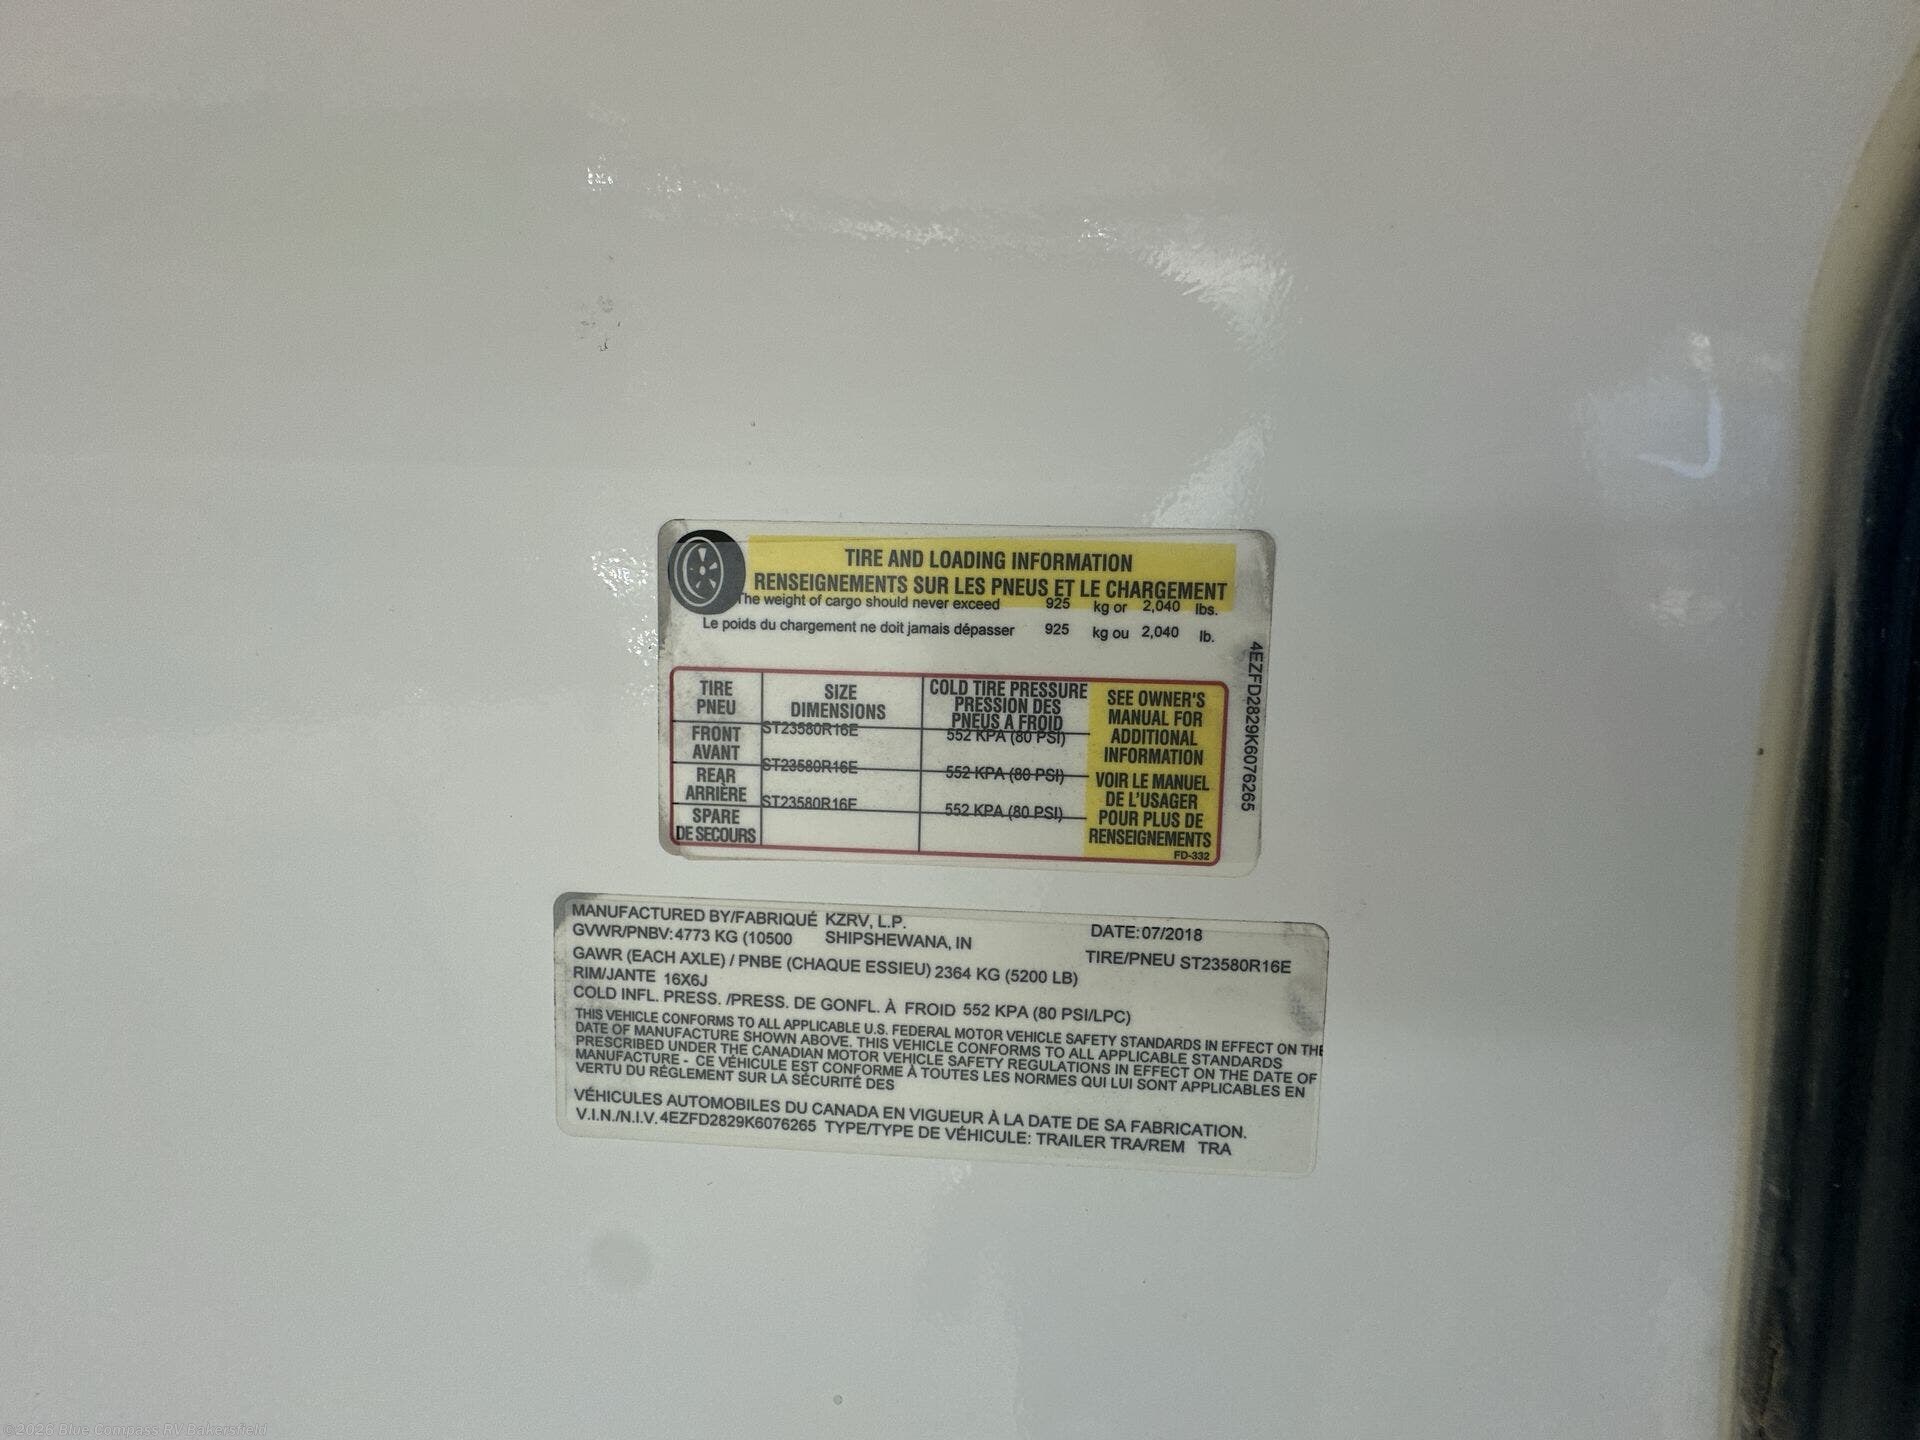 TIRE AND LOADING INFORMATION
RENSEIGNEMENTS SUR LES PNEUS ET LE CHARGEMENT
The weight of cargo should never exceed 925 kg or 2,040 lbs.
Le poids du chargement ne doit jamais dépasser 925 kg ou 2,040 lb.
TIRE PNEU SIZE DIMENSIONS COLD TIRE PRESSURE PRESSION DES PNEUS A FROID
FRONT AVANT ST23580R16E 552 KPA (80 PSI)
REAR ARRIÈRE ST23580R16E 552 KPA (80 PSI)
SPARE DE SECOURS ST23580R16E 552 KPA (80 PSI)
SEE OWNER'S
MANUAL FOR
ADDITIONAL
INFORMATION
VOIR LE MANUEL
DE L'USAGER
POUR PLUS DE
RENSEIGNEMENTS
FD-332
4EZFD2829K6076265
MANUFACTURED BY/FABRIQUÉ KZRV, L.P. DATE:07/2018
GVWR/PNBV:4773 KG (10500 SHIPSHEWANA, IN TIRE/PNEU ST23580R16E
GAWR (EACH AXLE) / PNBE (CHAQUE ESSIEU) 2364 KG (5200 LB)
RIM/JANTE 16X6J
COLD INFL. PRESS. /PRESS. DE GONFL. À FROID 552 KPA (80 PSI/LPC)
THIS VEHICLE CONFORMS TO ALL APPLICABLE U.S. FEDERAL MOTOR VEHICLE SAFETY STANDARDS IN EFFECT ON THE
DATE OF MANUFACTURE SHOWN ABOVE. THIS VEHICLE CONFORMS TO ALL APPLICABLE STANDARDS
PRESCRIBED UNDER THE CANADIAN MOTOR VEHICLE SAFETY REGULATIONS IN EFFECT ON THE DATE OF
MANUFACTURE - CE VÉHICULE EST CONFORME À TOUTES LES NORMES QUI LUI SONT APPLICABLES EN
VERTU DU RÉGLEMENT SUR LA SÉCURITÉ DES
VÉHICULES AUTOMOBILES DU CANADA EN VIGUEUR À LA DATE DE SA FABRICATION.
V.I.N./N.I.V. 4EZFD2829K6076265 TYPE/TYPE DE VÉHICULE: TRAILER TRA/REM TRA
©2026 Blue Compass RV Bakersfield